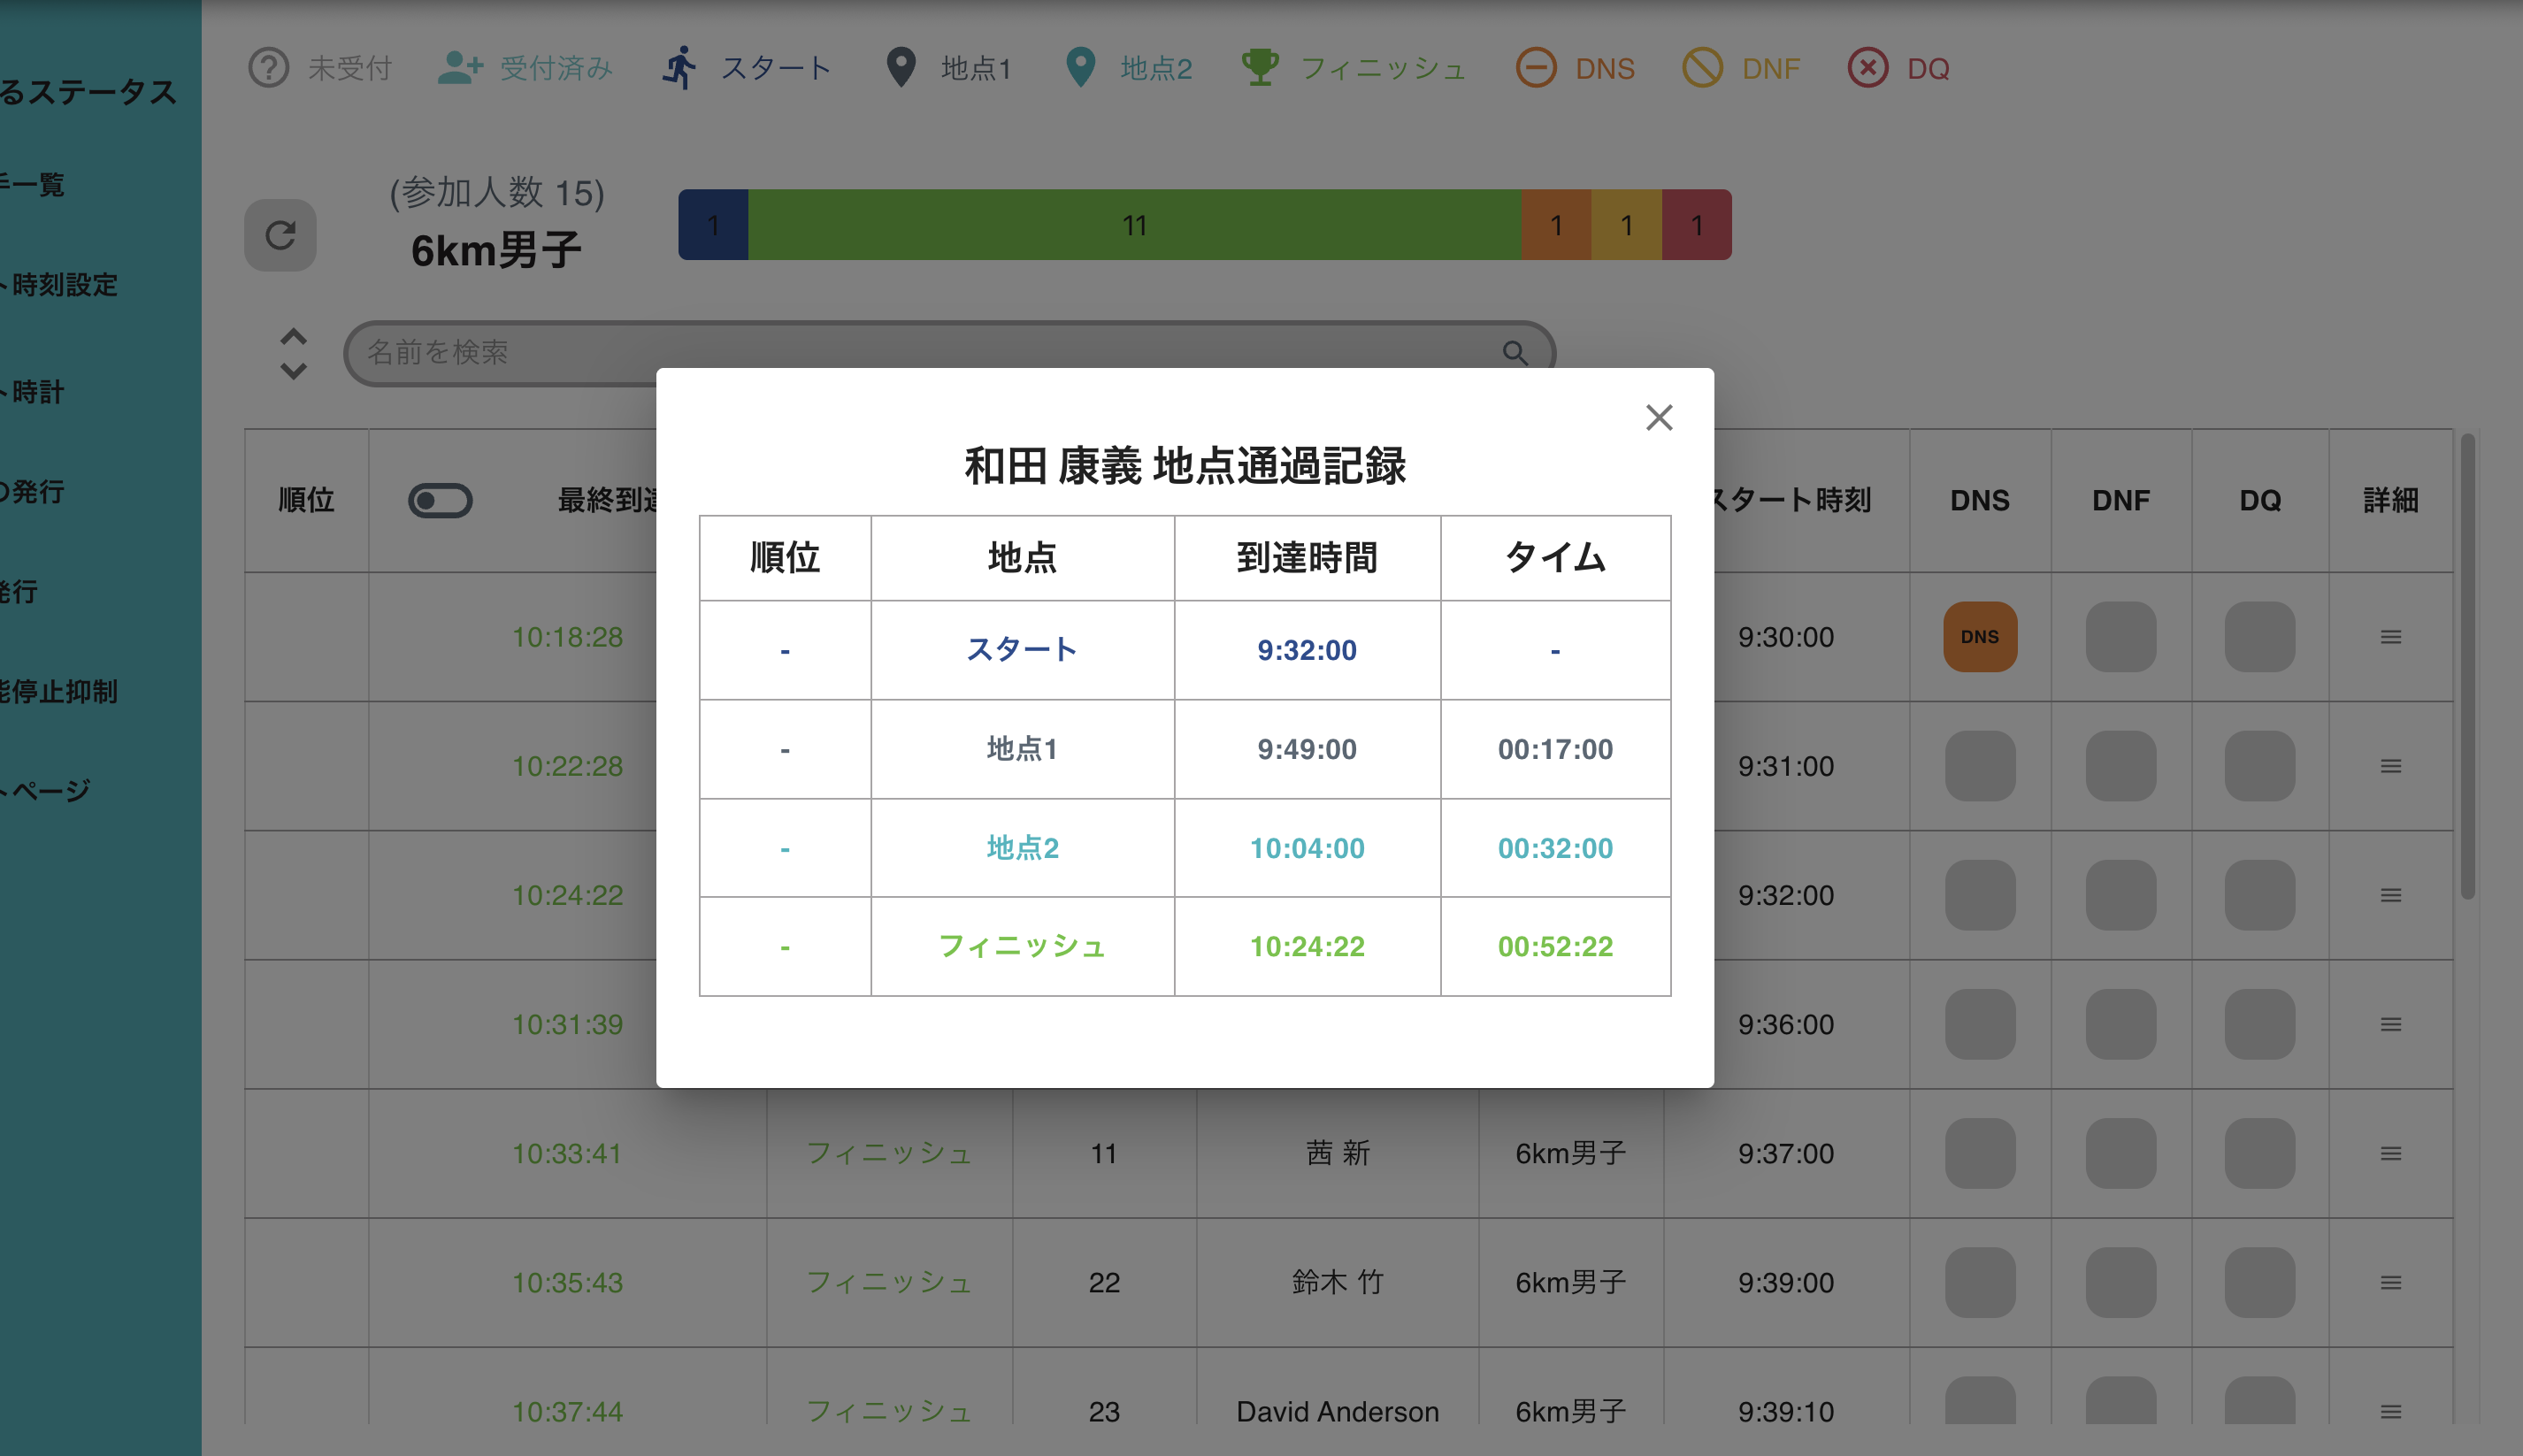 未受付 受付済み スタート 地点1 地点2 フィニッシュ DNS DNF DQ
るステータス
手一覧
ト時刻設定
ト時計
の発行
発行
能停止抑制
トページ
(参加人数 15)
6km男子
1 11 1 1 1
名前を検索
順位 最終到達 スタート時刻 DNS DNF DQ 詳細
10:18:28 9:30:00 DNS
10:22:28 9:31:00
10:24:22 9:32:00
10:31:39 9:36:00
10:33:41 フィニッシュ 11 茜 新 6km男子 9:37:00
10:35:43 フィニッシュ 22 鈴木 竹 6km男子 9:39:00
10:37:44 フィニッシュ 23 David Anderson 6km男子 9:39:10
和田 康義 地点通過記録
順位 地点 到達時間 タイム
- スタート 9:32:00 -
- 地点1 9:49:00 00:17:00
- 地点2 10:04:00 00:32:00
- フィニッシュ 10:24:22 00:52:22